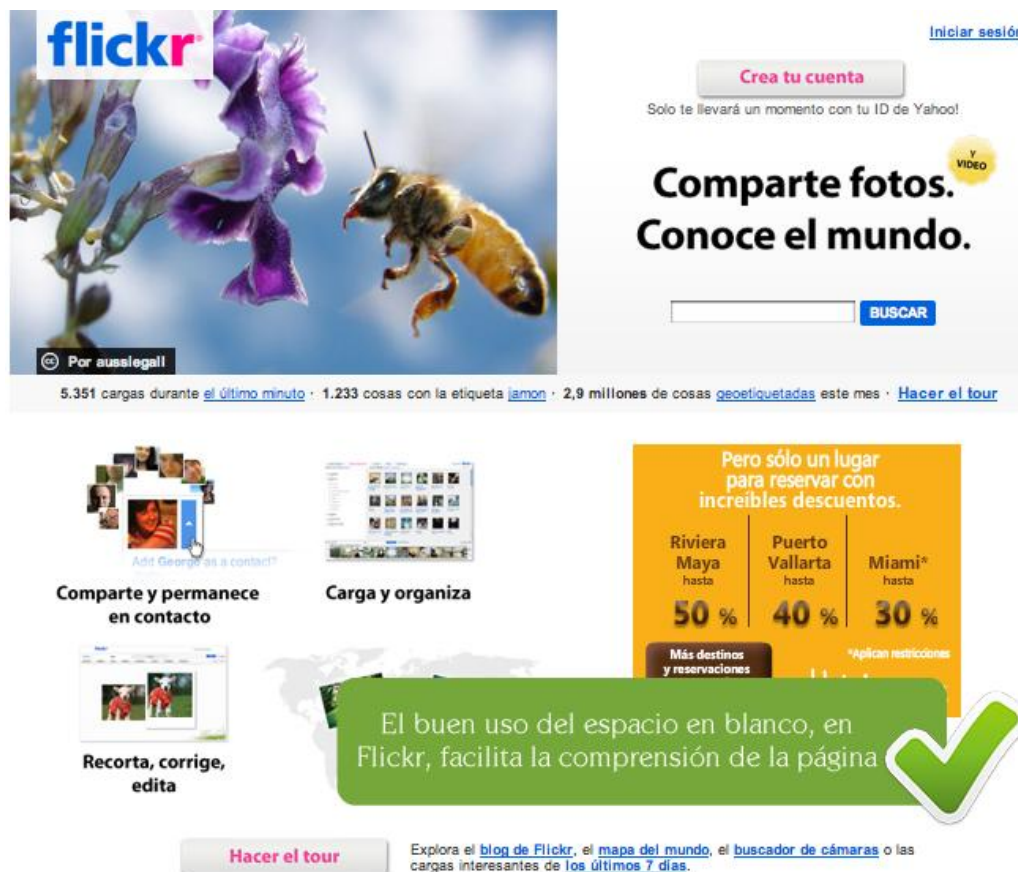 flickr
Iniciar sesión
Crea tu cuenta
Solo te llevará un momento con tu ID de Yahoo!
Y
VIDEO
Comparte fotos.
Conoce el mundo.
BUSCAR
Por aussiegall
5.351 cargas durante el último minuto · 1.233 cosas con la etiqueta jamon · 2,9 millones de cosas geoetiquetadas este mes · Hacer el tour
Add George as a contact?
Comparte y permanece
en contacto
Carga y organiza
Pero sólo un lugar
para reservar con
increíbles descuentos.
Riviera
Maya
hasta
50 %
Puerto
Vallarta
hasta
40 %
Miami*
hasta
30 %
Más destinos
y reservaciones
*Aplican restricciones
Recorta, corrige,
edita
El buen uso del espacio en blanco, en
Flickr, facilita la comprensión de la página
Hacer el tour
Explora el blog de Flickr, el mapa del mundo, el buscador de cámaras o las
cargas interesantes de los últimos 7 días.